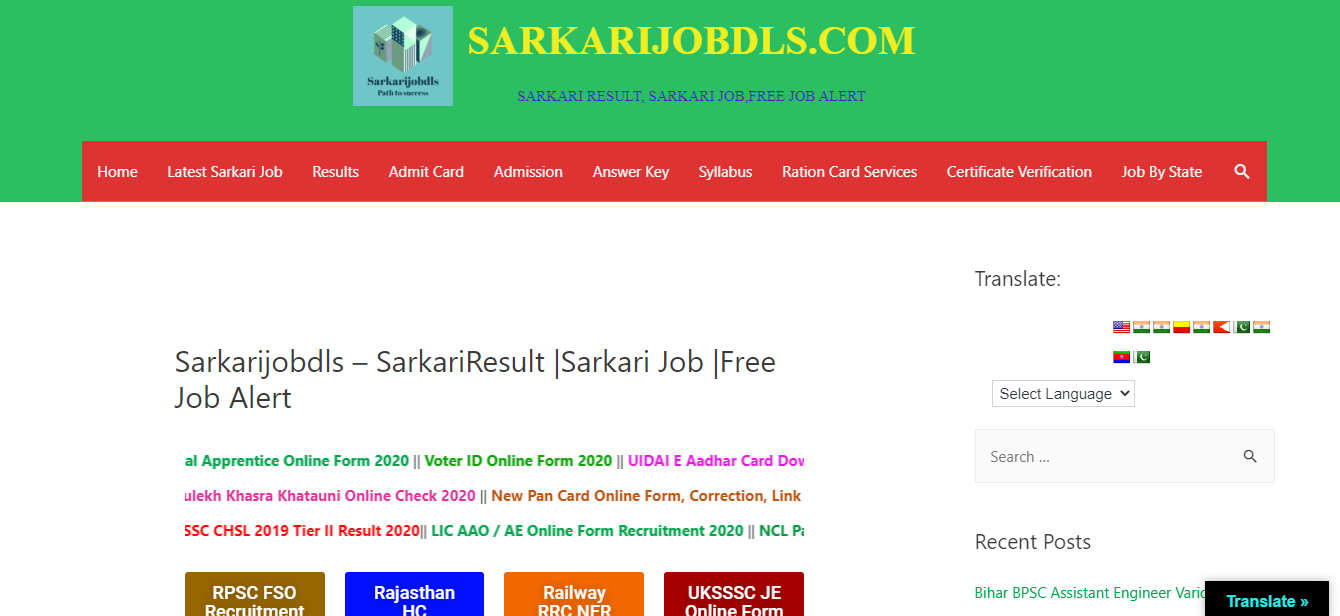 SARKARIJOBDLS.COM
Sarkarijobdls
Path to success
SARKARI RESULT, SARKARI JOB,FREE JOB ALERT
Home Latest Sarkari Job Results Admit Card Admission Answer Key Syllabus Ration Card Services Certificate Verification Job By State
Translate:
Select Language
Search ...
Sarkarijobdls – SarkariResult |Sarkari Job |Free
Job Alert
al Apprentice Online Form 2020 || Voter ID Online Form 2020 || UIDAI E Aadhar Card Dow
ulekh Khasra Khatauni Online Check 2020 || New Pan Card Online Form, Correction, Link
SSC CHSL 2019 Tier II Result 2020|| LIC AAO / AE Online Form Recruitment 2020 || NCL Pa
RPSC FSO
Recruitment
Rajasthan
HC
Railway
RRC NER
UKSSSC JE
Online Form
Recent Posts
Bihar BPSC Assistant Engineer Vario
Translate »